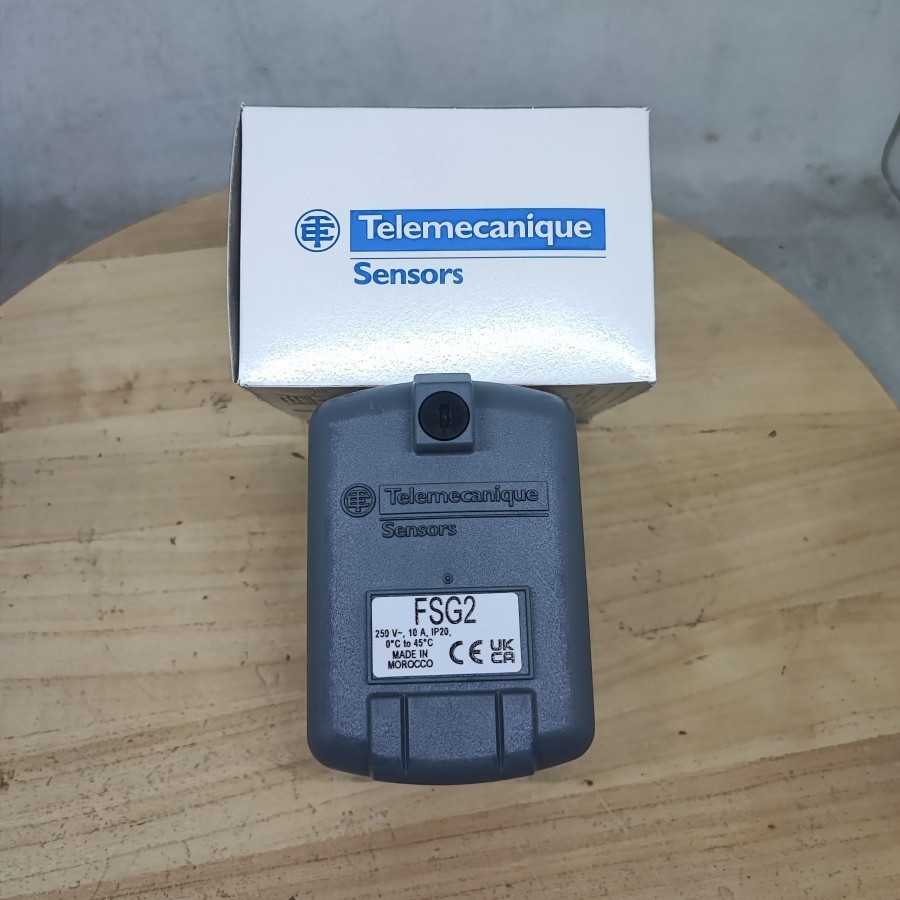 Telemecanique
Sensors
Telemecanique
Sensors
FSG2
250 V~, 10 A, IP20,
0°C to 45°C
MADE IN
MOROCCO
CE
UK
CA